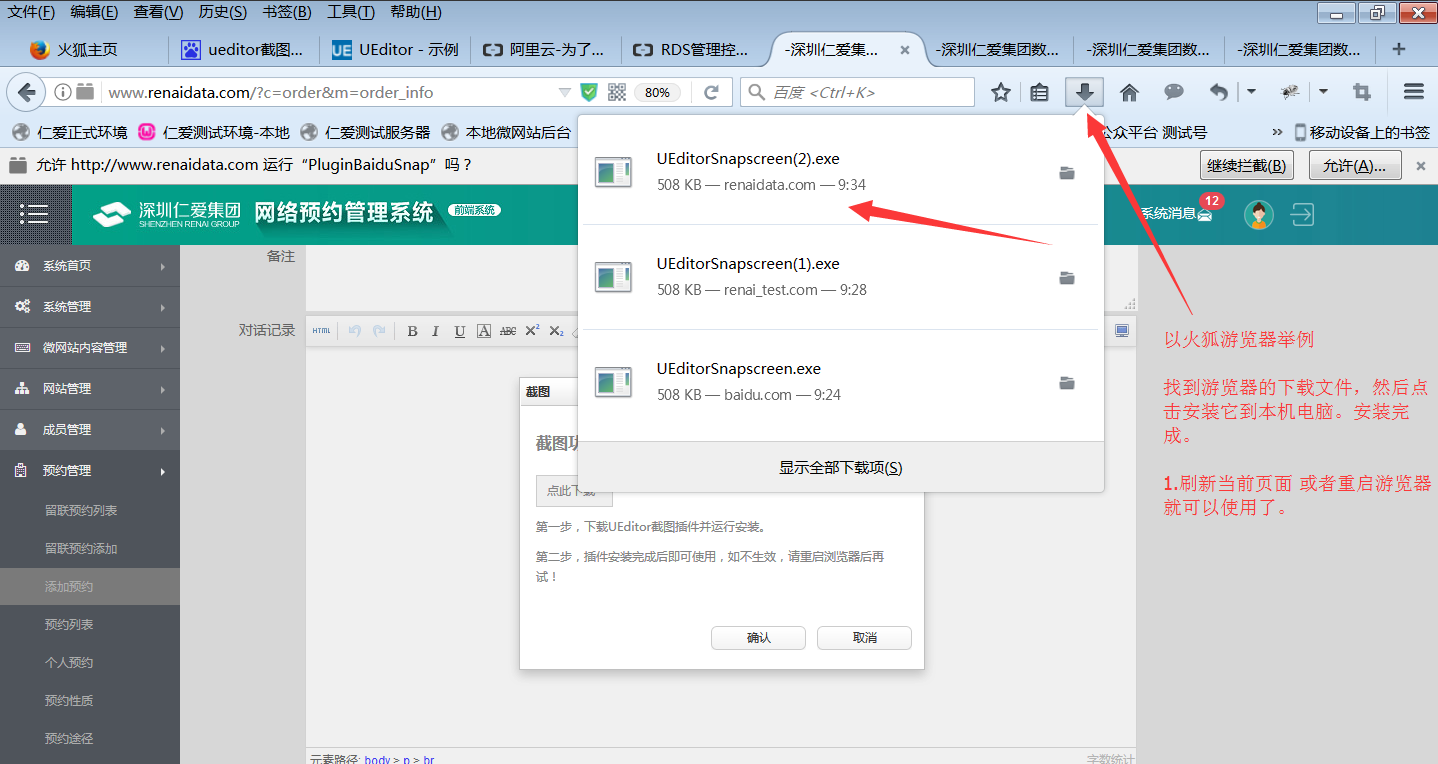 文件(F) 编辑(E) 查看(V) 历史(S) 书签(B) 工具(T) 帮助(H)
火狐主页 ueditor截图... UEditor - 示例 阿里云-为了... RDS管理控... -深圳仁爱集... -深圳仁爱集团数... -深圳仁爱集团数... -深圳仁爱集团数...
www.renaidata.com/?c=order&m=order_info 80% 百度 <Ctrl+K>
仁爱正式环境 仁爱测试环境-本地 仁爱测试服务器 本地微网站后台 公众平台 测试号 » 移动设备上的书签
允许 http://www.renaidata.com 运行“PluginBaiduSnap”吗？ 继续拦截(B) 允许(A)...
深圳仁爱集团
SHENZHEN RENAI GROUP
网络预约管理系统 前端系统
系统消息 12
系统首页
系统管理
微网站内容管理
网站管理
成员管理
预约管理
留联预约列表
留联预约添加
添加预约
预约列表
个人预约
预约性质
预约途径
备注
对话记录
HTML B I U A ABC X² X₂
UEditorSnapscreen(2).exe
508 KB — renaidata.com — 9:34
UEditorSnapscreen(1).exe
508 KB — renai_test.com — 9:28
UEditorSnapscreen.exe
508 KB — baidu.com — 9:24
显示全部下载项(S)
截图
截图功
点此下载
第一步，下载UEditor截图插件并运行安装。
第二步，插件安装完成后即可使用，如不生效，请重启浏览器后再
试！
确认 取消
以火狐游览器举例
找到游览器的下载文件，然后点
击安装它到本机电脑。安装完
成。
1.刷新当前页面 或者重启游览器
就可以使用了。
元素路径: body > p > br
字数统计